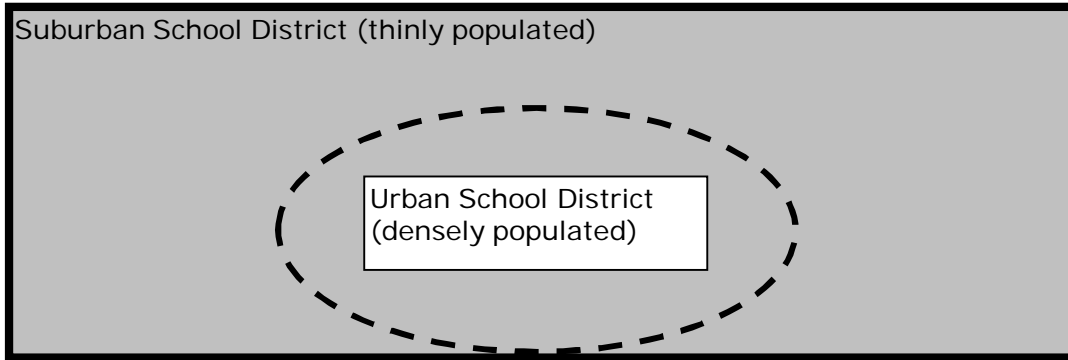 Suburban School District (thinly populated)
Urban School District
(densely populated)